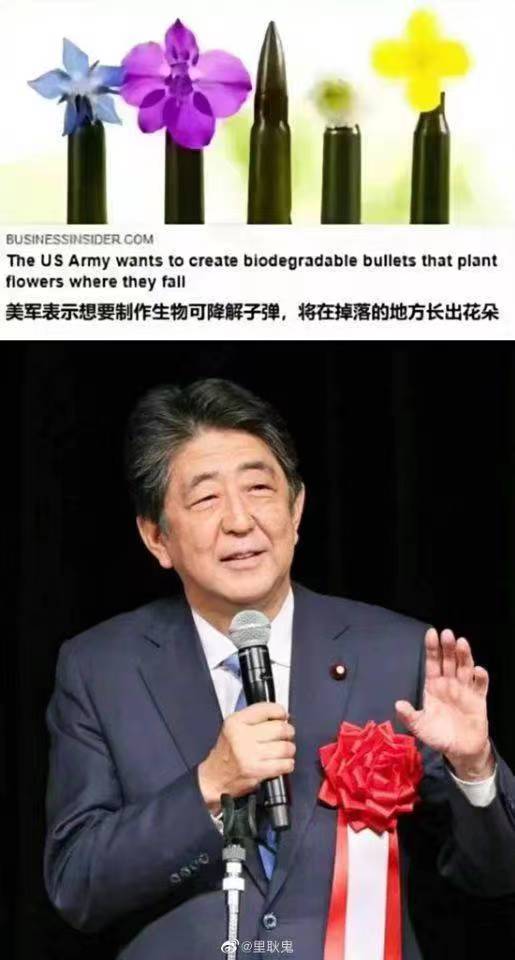 BUSINESSINSIDER.COM
The US Army wants to create biodegradable bullets that plant
flowers where they fall
美军表示想要制作生物可降解子弹，将在掉落的地方长出花朵
@里耿鬼